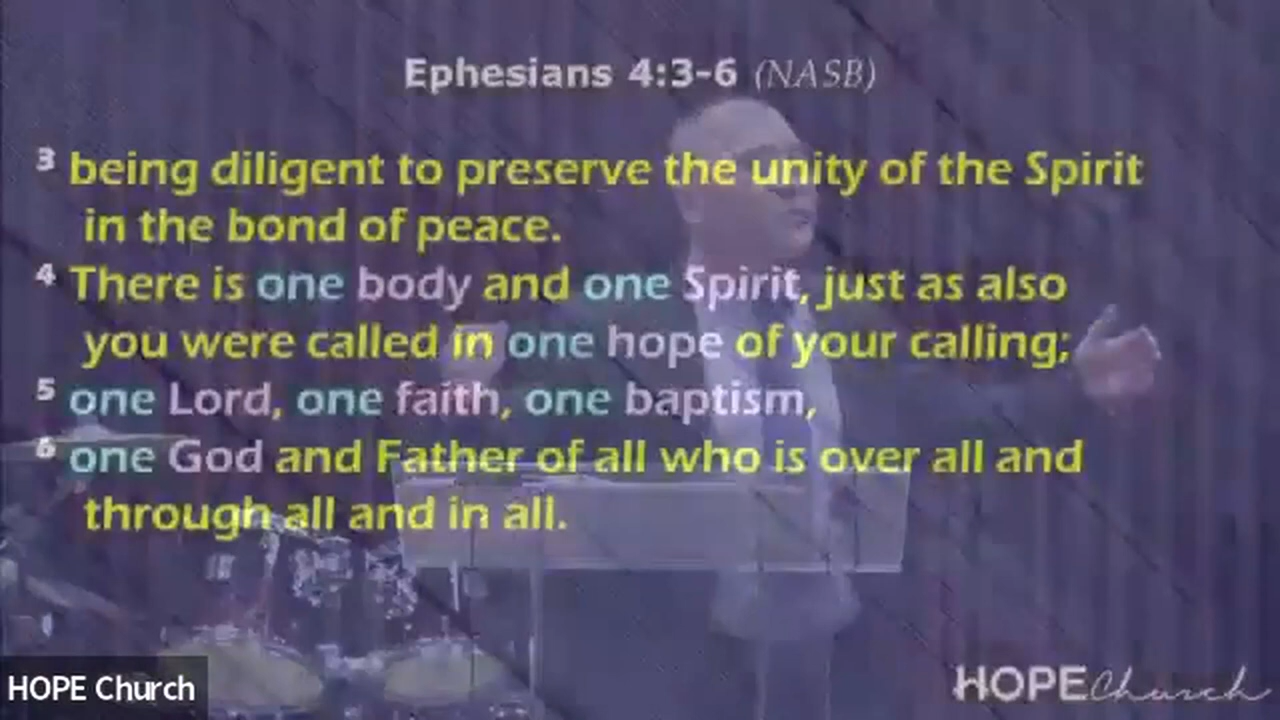 Ephesians 4:3-6 (NASB)
3 being diligent to preserve the unity of the Spirit
in the bond of peace.
4 There is one body and one Spirit, just as also
you were called in one hope of your calling;
5 one Lord, one faith, one baptism,
6 one God and Father of all who is over all and
through all and in all.
HOPE Church
HOPE Church